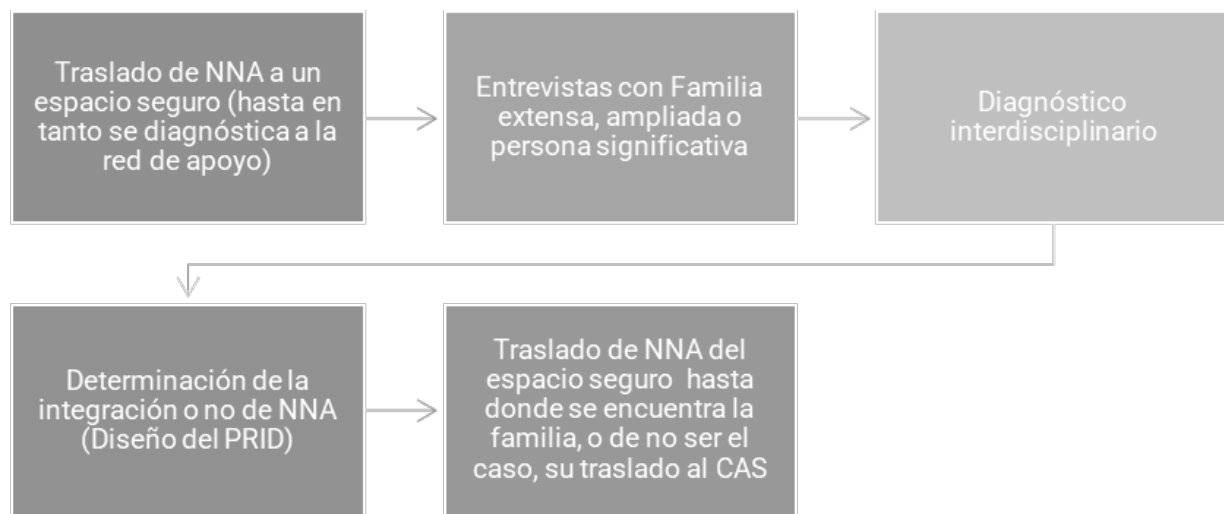 Traslado de NNA a un
espacio seguro (hasta en
tanto se diagnóstica a la
red de apoyo)
Entrevistas con Familia
extensa, ampliada o
persona significativa
Diagnóstico
interdisciplinario
Determinación de la
integración o no de NNA
(Diseño del PRID)
Traslado de NNA del
espacio seguro hasta
donde se encuentra la
familia, o de no ser el
caso, su traslado al CAS